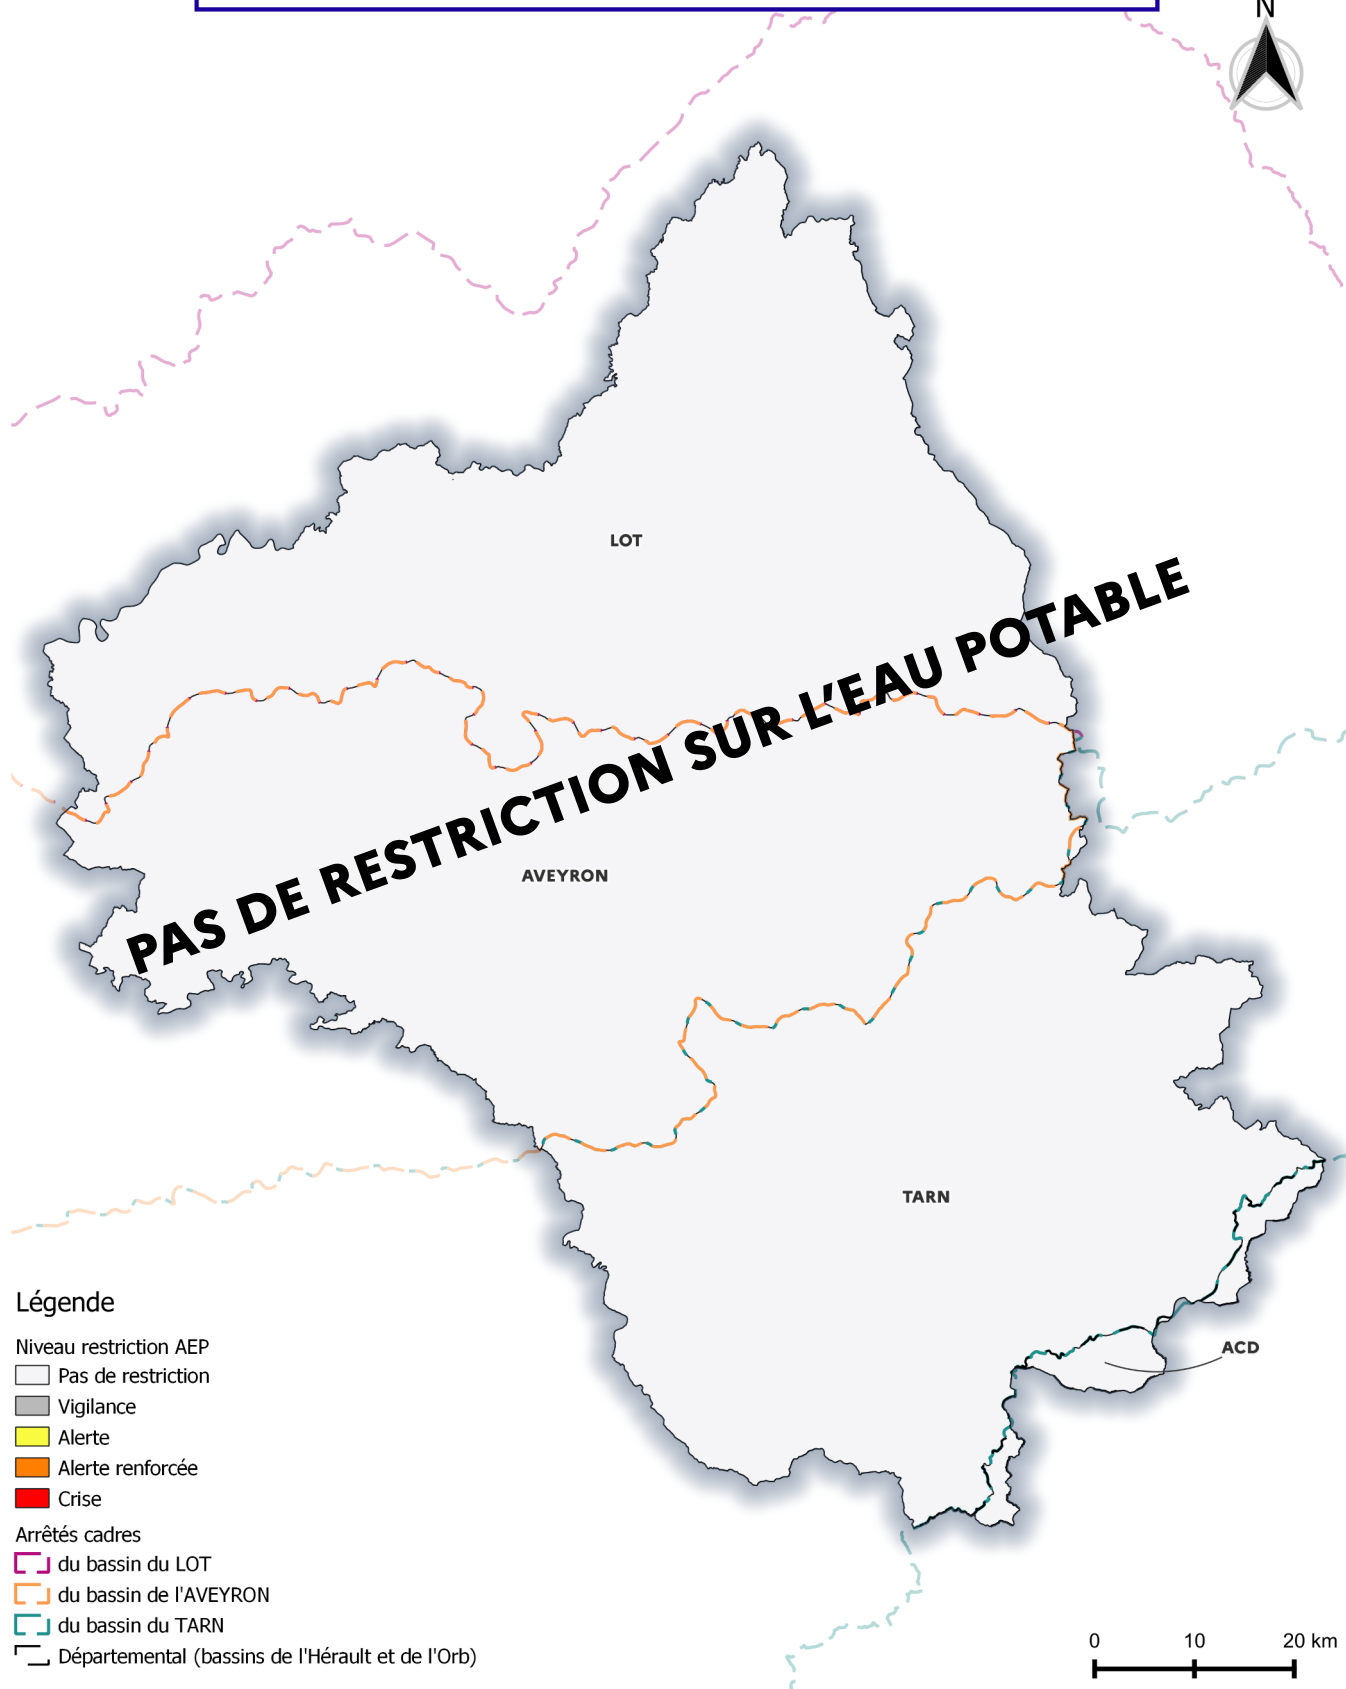 N
LOT
PAS DE RESTRICTION SUR L'EAU POTABLE
AVEYRON
TARN
ACD
Légende
Niveau restriction AEP
Pas de restriction
Vigilance
Alerte
Alerte renforcée
Crise
Arrêtés cadres
du bassin du LOT
du bassin de l'AVEYRON
du bassin du TARN
Départemental (bassins de l'Hérault et de l'Orb)
0 10 20 km